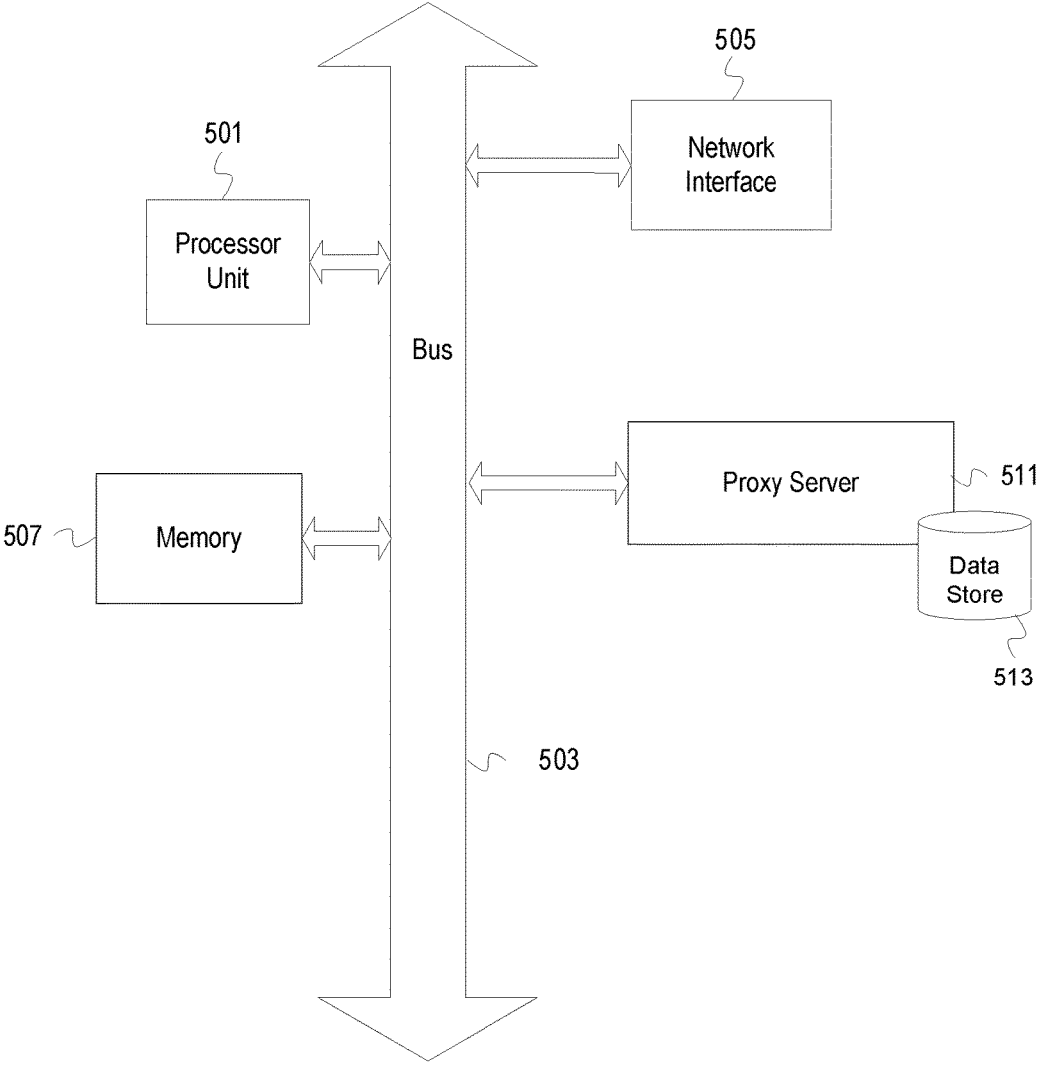 505
Network
Interface
501
Processor
Unit
Bus
Proxy Server
511
507
Memory
Data
Store
513
503